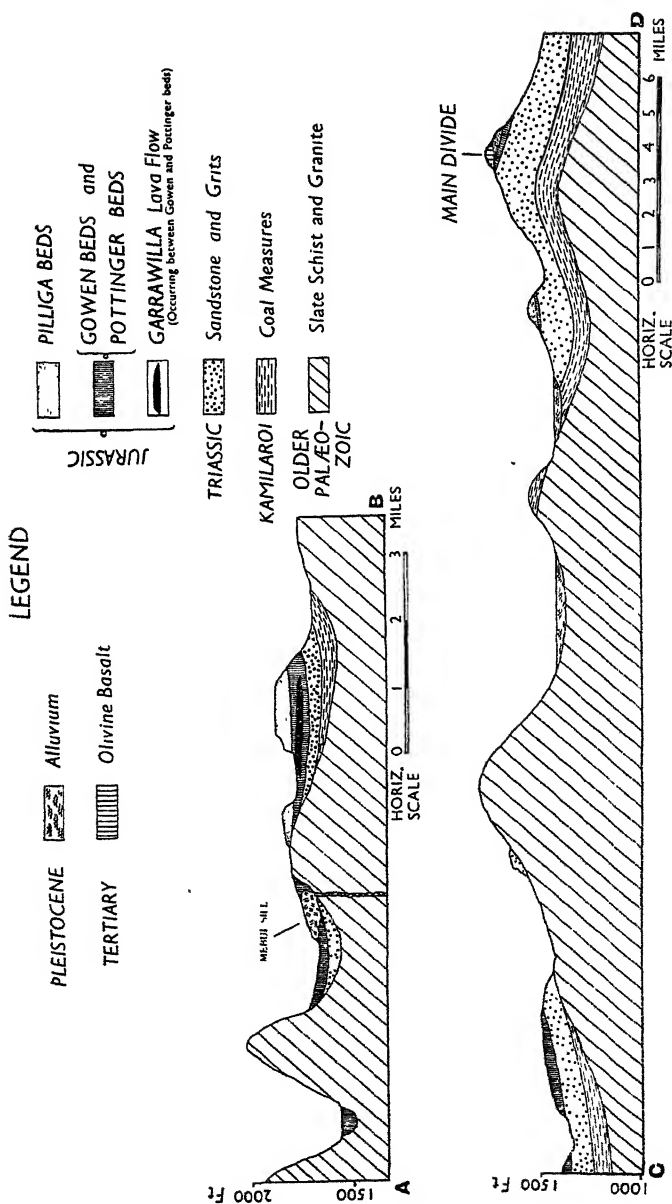 LEGEND
PLEISTOCENE
Alluvium
TERTIARY
Olivine Basalt
JURASSIC
PILLIGA BEDS
GOWEN BEDS and
POTTINGER BEDS
GARRAWILLA Lava Flow
(Occurring between Gowen and Pottinger beds)
TRIASSIC
Sandstone and Grits
KAMILAROI
Coal Measures
OLDER
PALÆO-
ZOIC
Slate Schist and Granite
Ft
2000
1500
A
B
SILL
HORIZ.
SCALE
0 1 2 3
MILES
Ft
1500
1000
C
D
MAIN DIVIDE
HORIZ.
SCALE
0 1 2 3 4 5 6
MILES